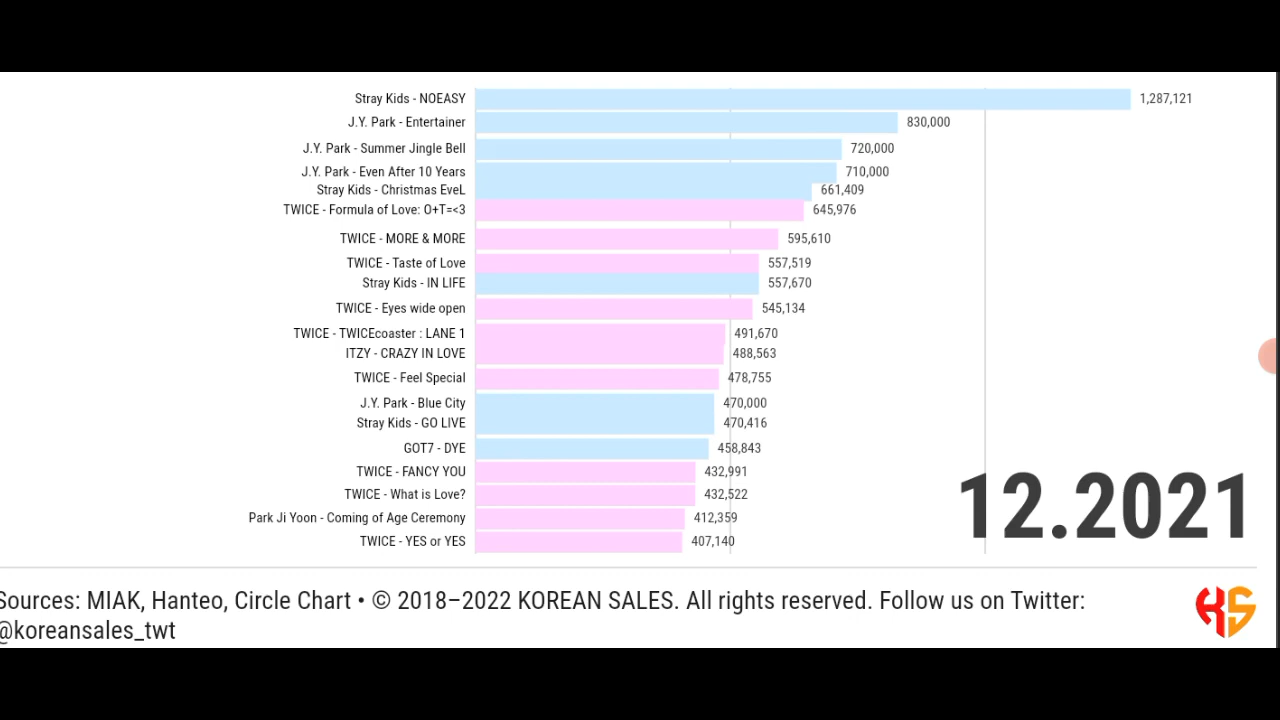 Stray Kids - NOEASY 1,287,121
J.Y. Park - Entertainer 830,000
J.Y. Park - Summer Jingle Bell 720,000
J.Y. Park - Even After 10 Years 710,000
Stray Kids - Christmas EveL 661,409
TWICE - Formula of Love: O+T=<3 645,976
TWICE - MORE & MORE 595,610
TWICE - Taste of Love 557,519
Stray Kids - IN LIFE 557,670
TWICE - Eyes wide open 545,134
TWICE - TWICEcoaster : LANE 1 491,670
ITZY - CRAZY IN LOVE 488,563
TWICE - Feel Special 478,755
J.Y. Park - Blue City 470,000
Stray Kids - GO LIVE 470,416
GOT7 - DYE 458,843
TWICE - FANCY YOU 432,991
TWICE - What is Love? 432,522
Park Ji Yoon - Coming of Age Ceremony 412,359
TWICE - YES or YES 407,140
12.2021
Sources: MIAK, Hanteo, Circle Chart • © 2018–2022 KOREAN SALES. All rights reserved. Follow us on Twitter:
@koreansales_twt
KS